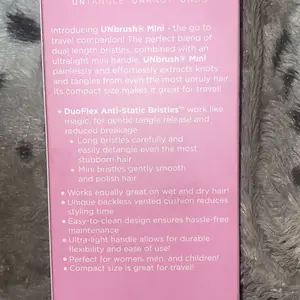 Introducing UNbrush® Mini - the go to
travel companion! The perfect blend of
dual length bristles, combined with an
ultralight mini handle, UNbrush® Mini
painlessly and effortlessly extracts knots
and tangles from even the most unruly hair.
Its compact size makes it great for travel!
• DuoFlex Anti-Static Bristles™ work like
magic, for gentle tangle release and
reduced breakage
• Long bristles carefully and
easily detangle even the most
stubborn hair
• Mini bristles gently smooth
and polish hair
• Works equally great on wet and dry hair!
• Unique backless vented cushion reduces
styling time
• Easy-to-clean design ensures hassle-free
maintenance
• Ultra-light handle allows for durable
flexibility and ease of use!
• Perfect for women, men, and children!
• Compact size is great for travel!